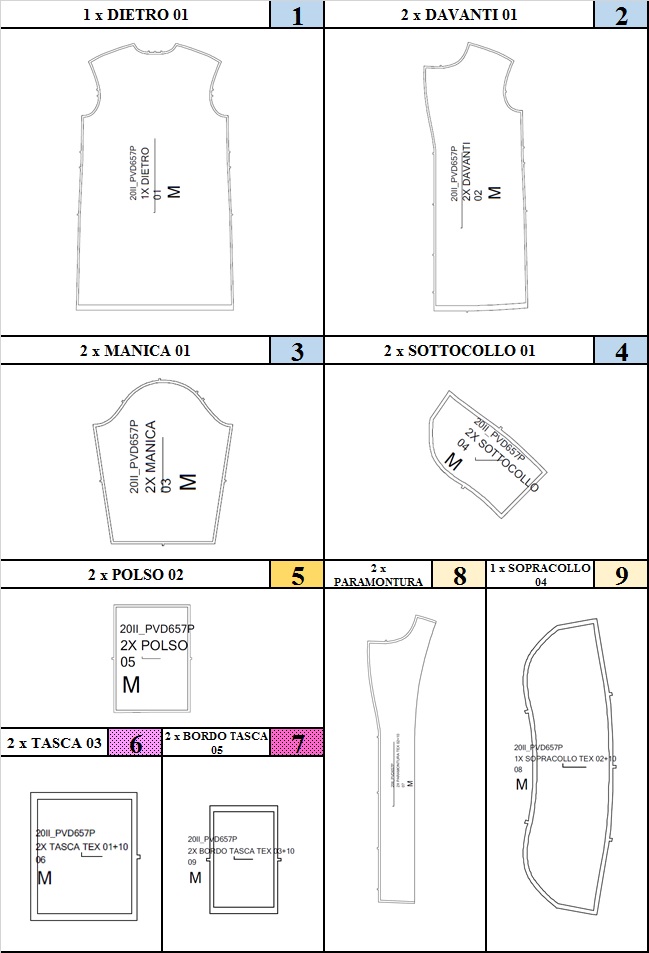 1 x DIETRO 01
1
2 x DAVANTI 01
2
20II_PVD657P
1X DIETRO
01
M
20II_PVD657P
2X DAVANTI
02
M
2 x MANICA 01
3
2 x SOTTOCOLLO 01
4
20II_PVD657P
2X MANICA
03
M
20II_PVD657P
2X SOTTOCOLLO
04
M
2 x POLSO 02
5
2 x
PARAMONTURA
8
1 x SOPRACOLLO
04
9
20II_PVD657P
2X POLSO
05
M
2 x TASCA 03
6
2 x BORDO TASCA
05
7
20II_PVD657P
2X PARAMONTURA TEX 02+10
07
M
20II_PVD657P
1X SOPRACOLLO TEX 02+10
08
M
20II_PVD657P
2X TASCA TEX 01+10
06
M
20II_PVD657P
2X BORDO TASCA TEX 03+10
09
M